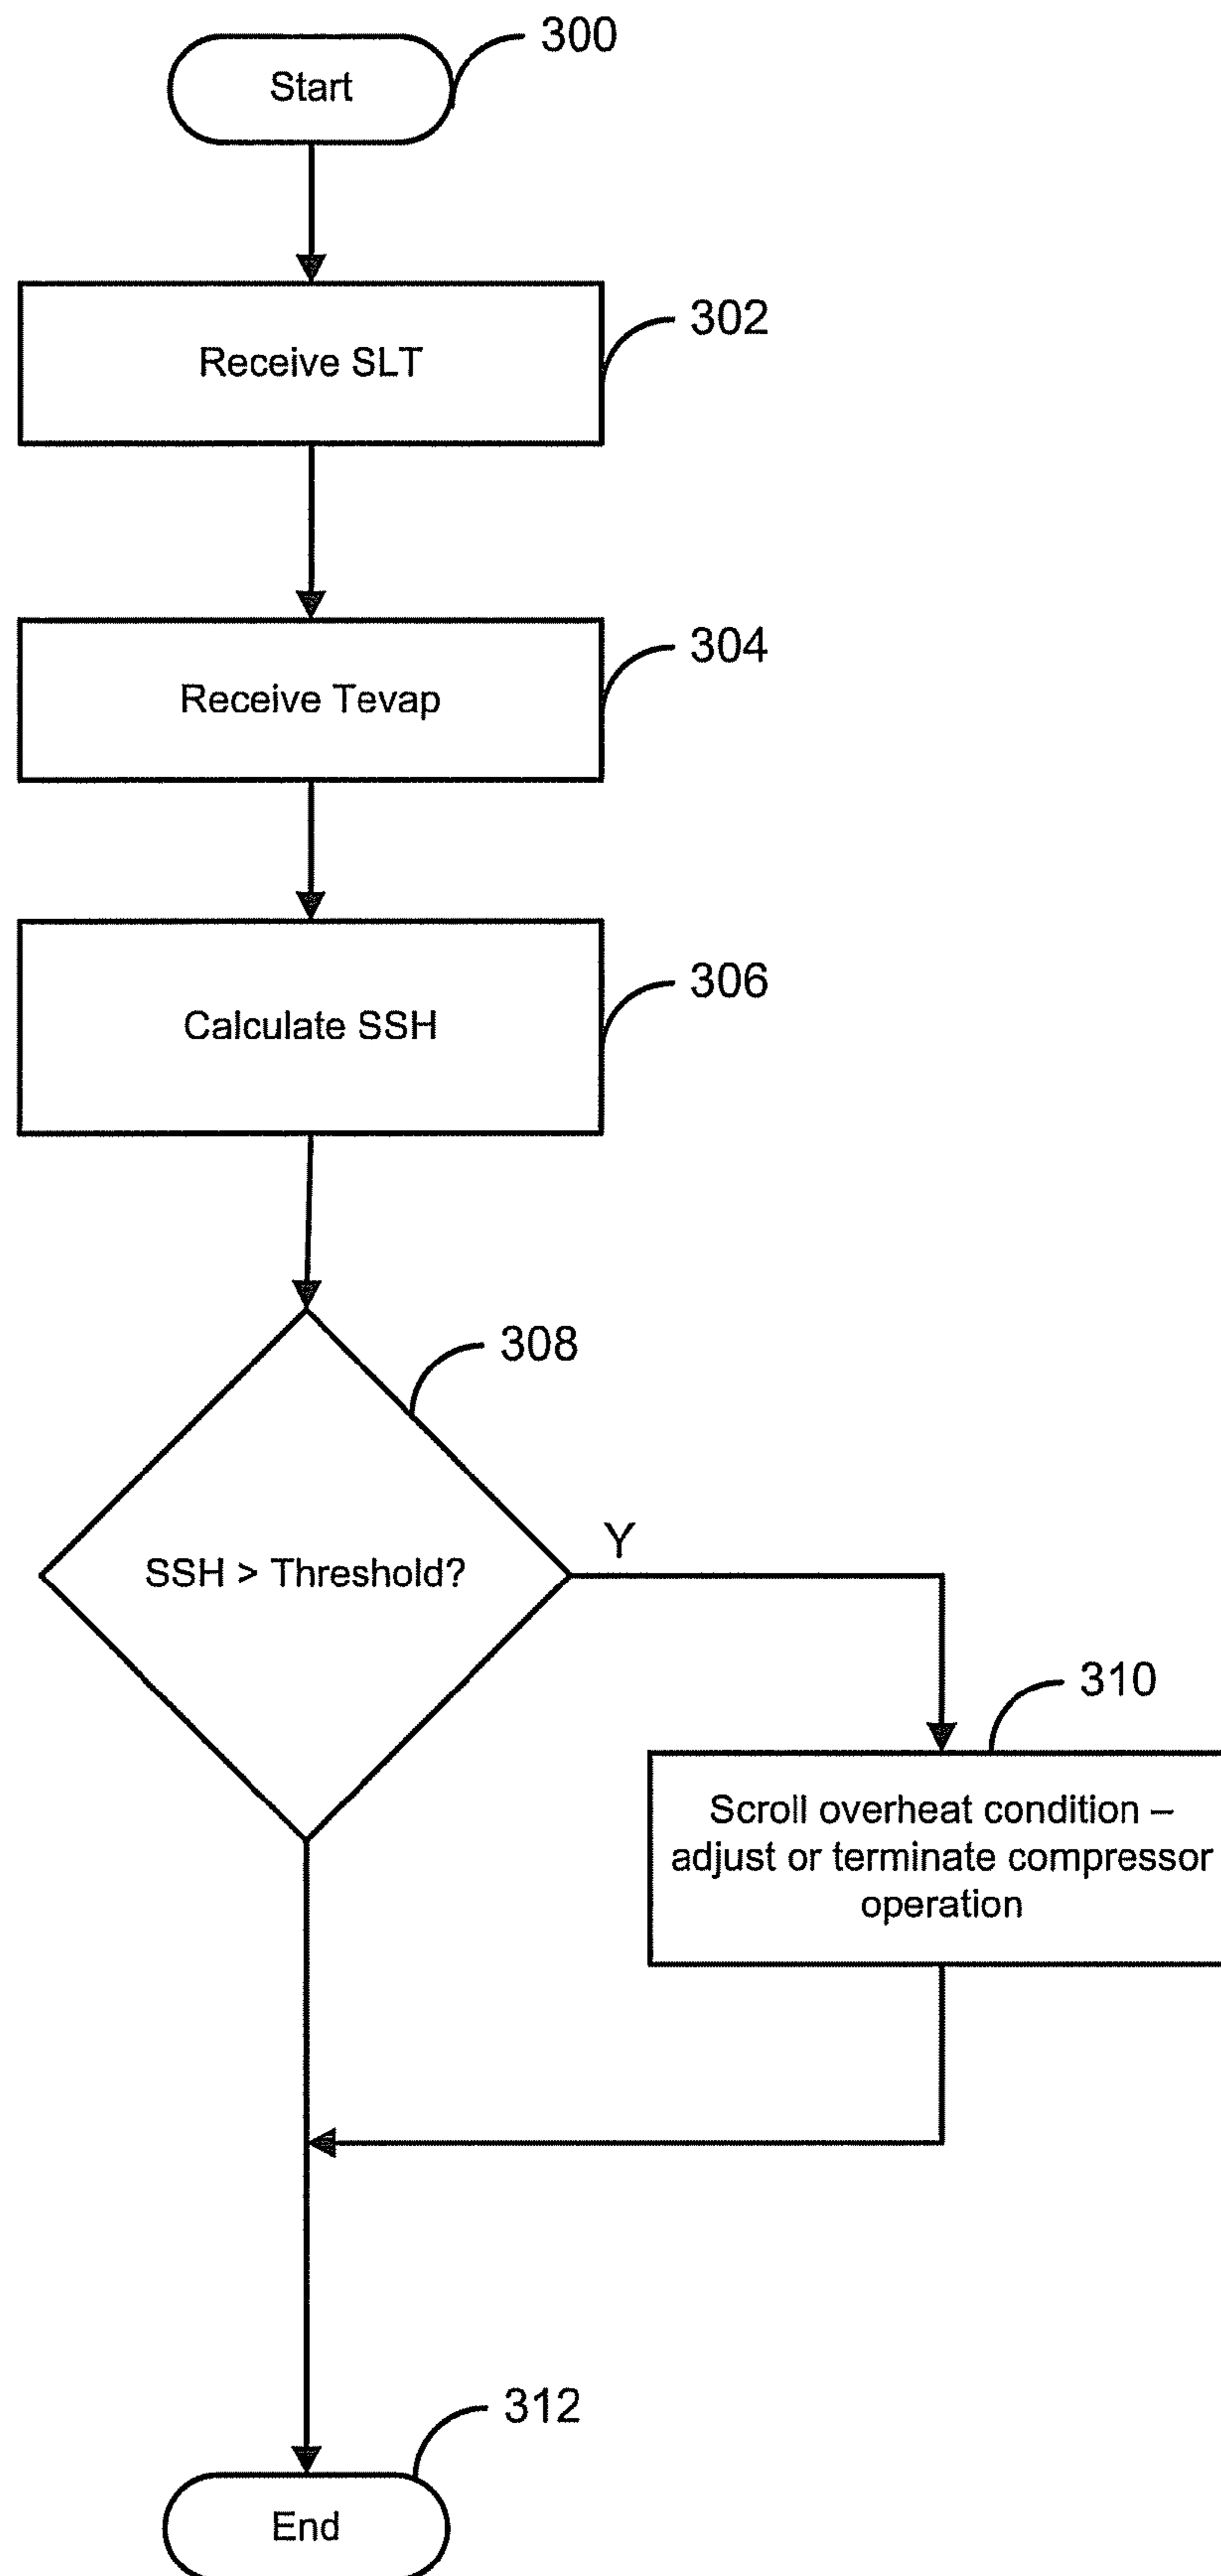 300
Start
302
Receive SLT
304
Receive Tevap
306
Calculate SSH
308
SSH > Threshold?
Y
310
Scroll overheat condition –
adjust or terminate compressor
operation
312
End